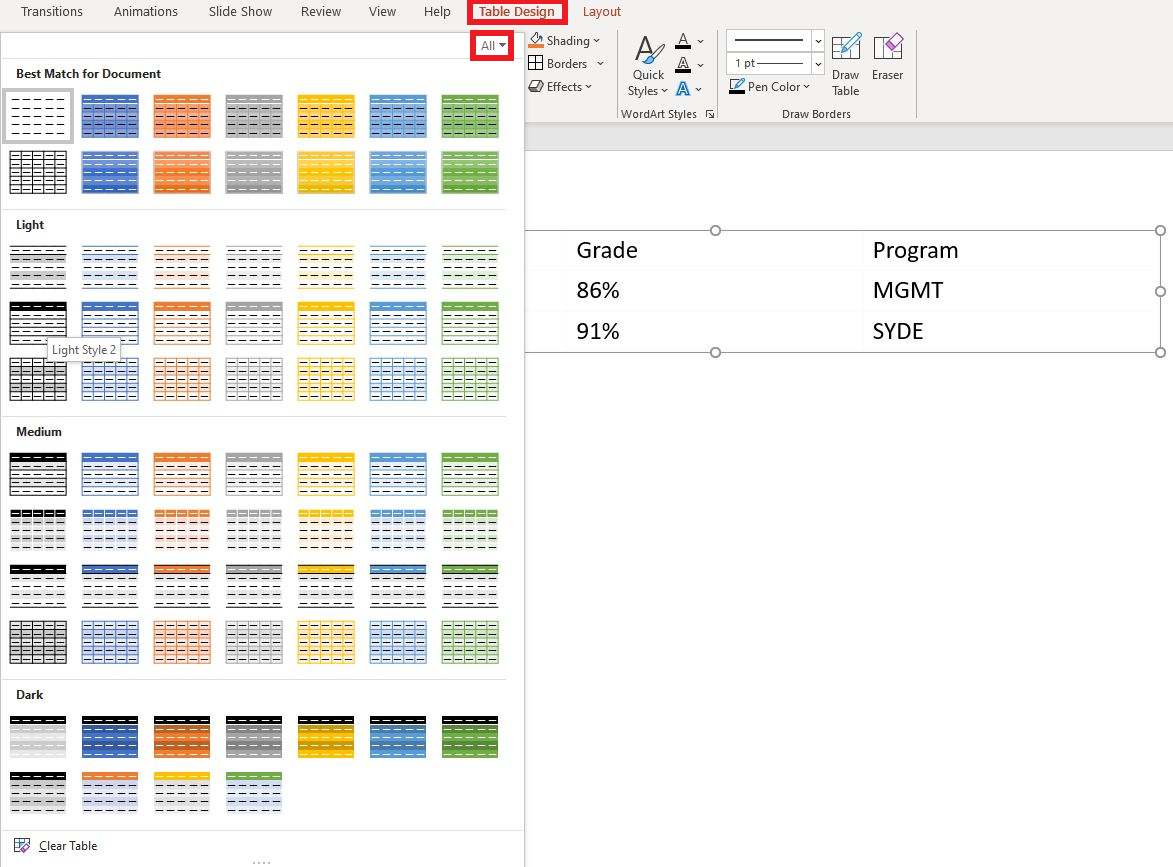 Transitions Animations Slide Show Review View Help Table Design Layout
All
Best Match for Document
Light
Light Style 2
Medium
Dark
Clear Table
Shading
Borders
Effects
Quick
Styles
A
A
A
WordArt Styles
1 pt
Pen Color
Draw
Table
Eraser
Draw Borders
Grade Program
86% MGMT
91% SYDE